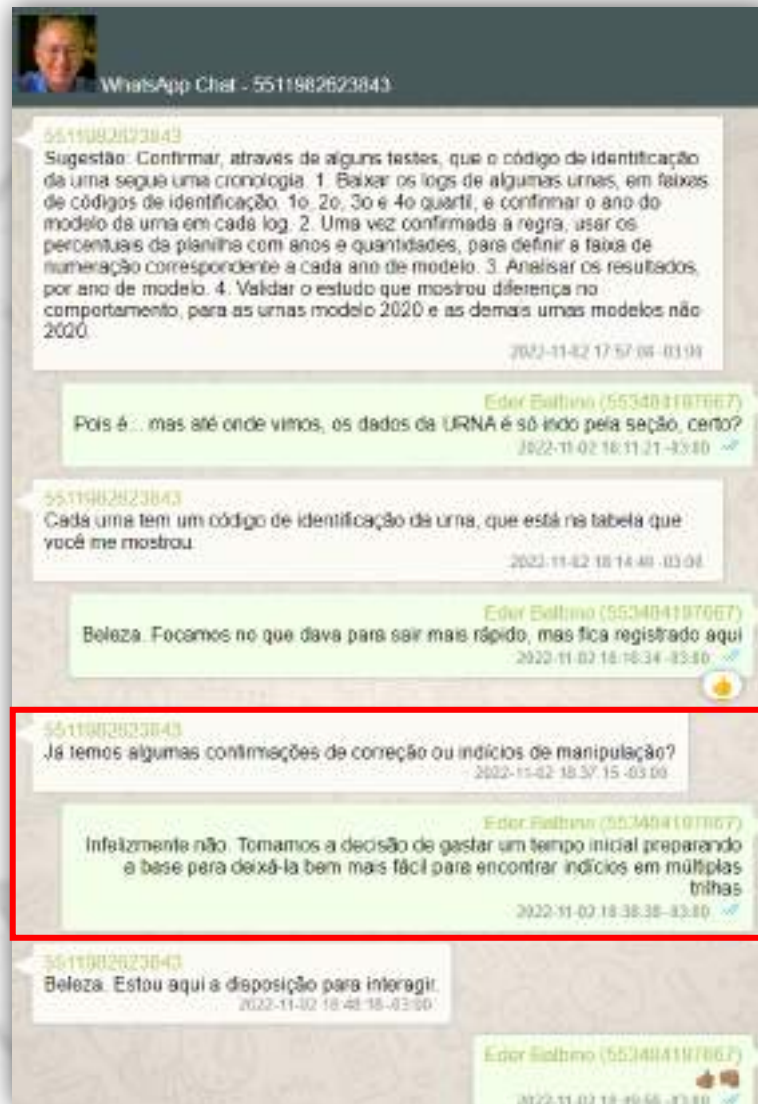 WhatsApp Chat - 5511982623843
5511982623843
Sugestão: Confirmar, através de alguns testes, que o código de identificação
da urna segue uma cronologia. 1. Baixar os logs de algumas urnas, em faixas
de códigos de identificação, 1o, 2o, 3o e 4o quartil, e confirmar o ano do
modelo da urna em cada log. 2. Uma vez confirmada a regra, usar os
percentuais da planilha com anos e quantidades, para definir a faixa de
numeração correspondente a cada ano de modelo. 3. Analisar os resultados,
por ano de modelo. 4. Validar o estudo que mostrou diferença no
comportamento, para as urnas modelo 2020 e as demais urnas modelos não
2020.
2022-11-02 17:57:08 -03:00
Eder Balbino (553484197667)
Pois é... mas até onde vimos, os dados da URNA é só indo pela seção, certo?
2022-11-02 18:11:21 -03:00
5511982623843
Cada urna tem um código de identificação da urna, que está na tabela que
você me mostrou.
2022-11-02 18:14:40 -03:00
Eder Balbino (553484197667)
Beleza. Focamos no que dava para sair mais rápido, mas fica registrado aqui
2022-11-02 18:16:34 -03:00
5511982623843
Já temos algumas confirmações de correção ou indícios de manipulação?
2022-11-02 18:37:15 -03:00
Eder Balbino (553484197667)
Infelizmente não. Tomamos a decisão de gastar um tempo inicial preparando
a base para deixá-la bem mais fácil para encontrar indícios em múltiplas
trilhas
2022-11-02 18:38:38 -03:00
5511982623843
Beleza. Estou aqui a disposição para interagir.
2022-11-02 18:48:18 -03:00
Eder Balbino (553484197667)
2022-11-02 18:49:56 -03:00